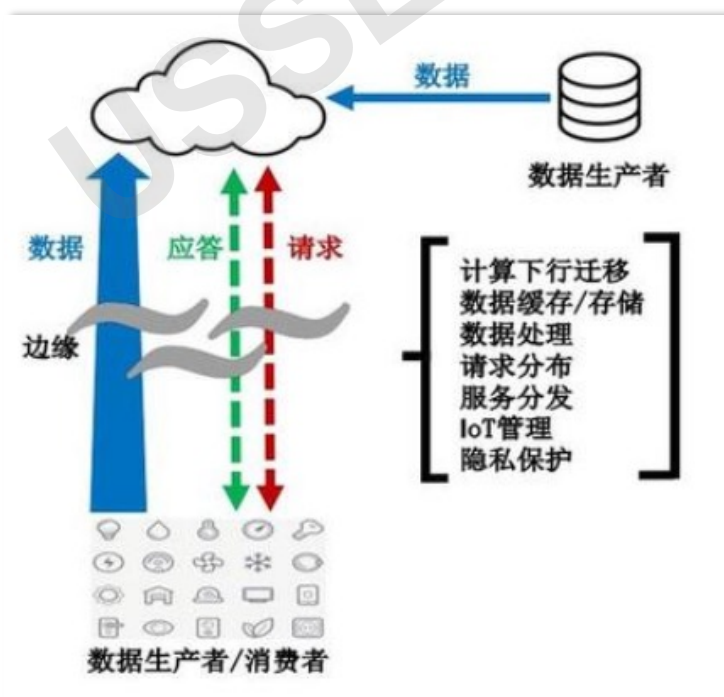 数据
数据生产者
数据
应答
请求
边缘
计算下行迁移
数据缓存/存储
数据处理
请求分布
服务分发
IoT管理
隐私保护
数据生产者/消费者